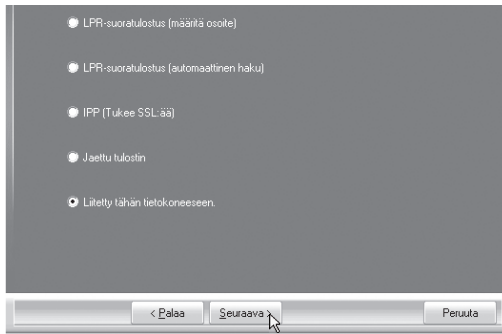 LPR-suoratulostus (määritä osoite)
LPR-suoratulostus (automaattinen haku)
IPP (Tukee SSL:ää)
Jaettu tulostin
Liitetty tähän tietokoneeseen.
< Palaa Seuraava > Peruuta